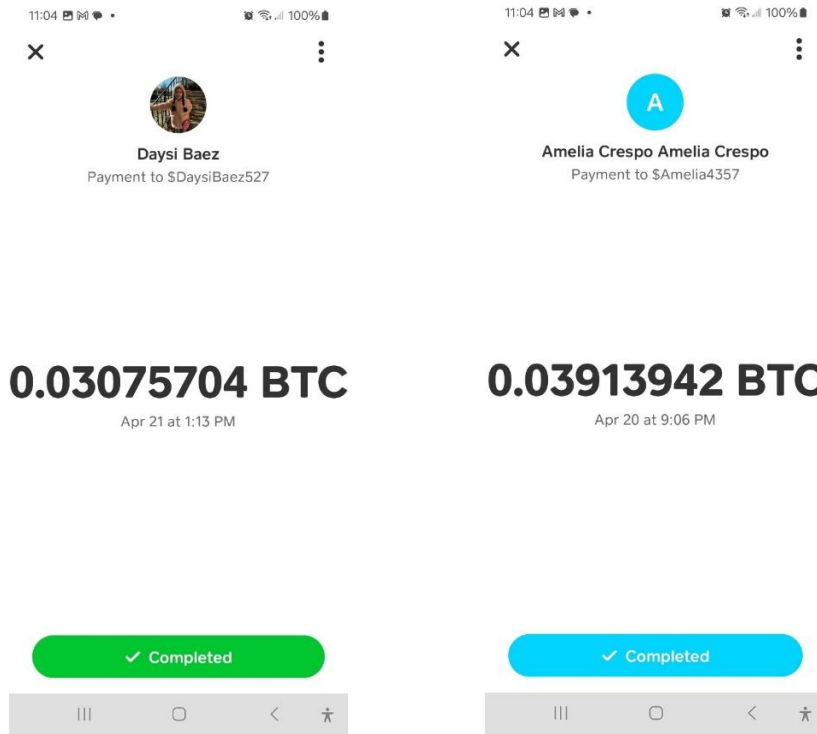 11:04
100%
Daysi Baez
Payment to $DaysiBaez527
0.03075704 BTC
Apr 21 at 1:13 PM
✓ Completed
11:04
100%
A
Amelia Crespo Amelia Crespo
Payment to $Amelia4357
0.03913942 BTC
Apr 20 at 9:06 PM
✓ Completed